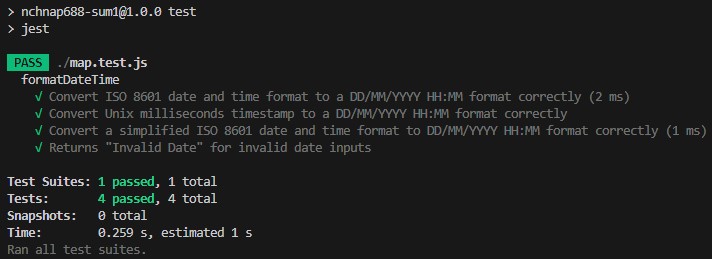 > nchnap688-sum1@1.0.0 test
> jest
PASS ./map.test.js
formatDateTime
√ Convert ISO 8601 date and time format to a DD/MM/YYYY HH:MM format correctly (2 ms)
√ Convert Unix milliseconds timestamp to a DD/MM/YYYY HH:MM format correctly
√ Convert a simplified ISO 8601 date and time format to DD/MM/YYYY HH:MM format correctly (1 ms)
√ Returns "Invalid Date" for invalid date inputs
Test Suites: 1 passed, 1 total
Tests: 4 passed, 4 total
Snapshots: 0 total
Time: 0.259 s, estimated 1 s
Ran all test suites.